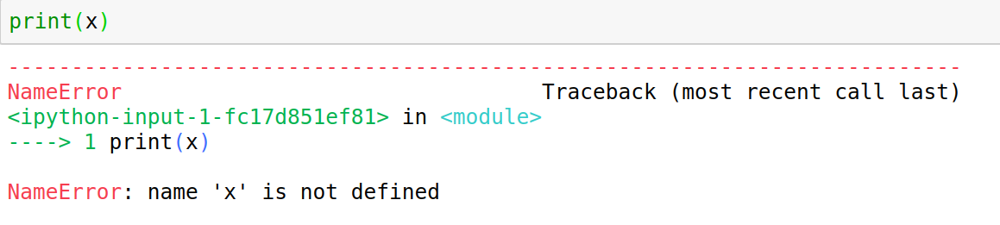 print(x)
---------------------------------------------------------------------------
NameError                                 Traceback (most recent call last)
<ipython-input-1-fc17d851ef81> in <module>
----> 1 print(x)

NameError: name 'x' is not defined